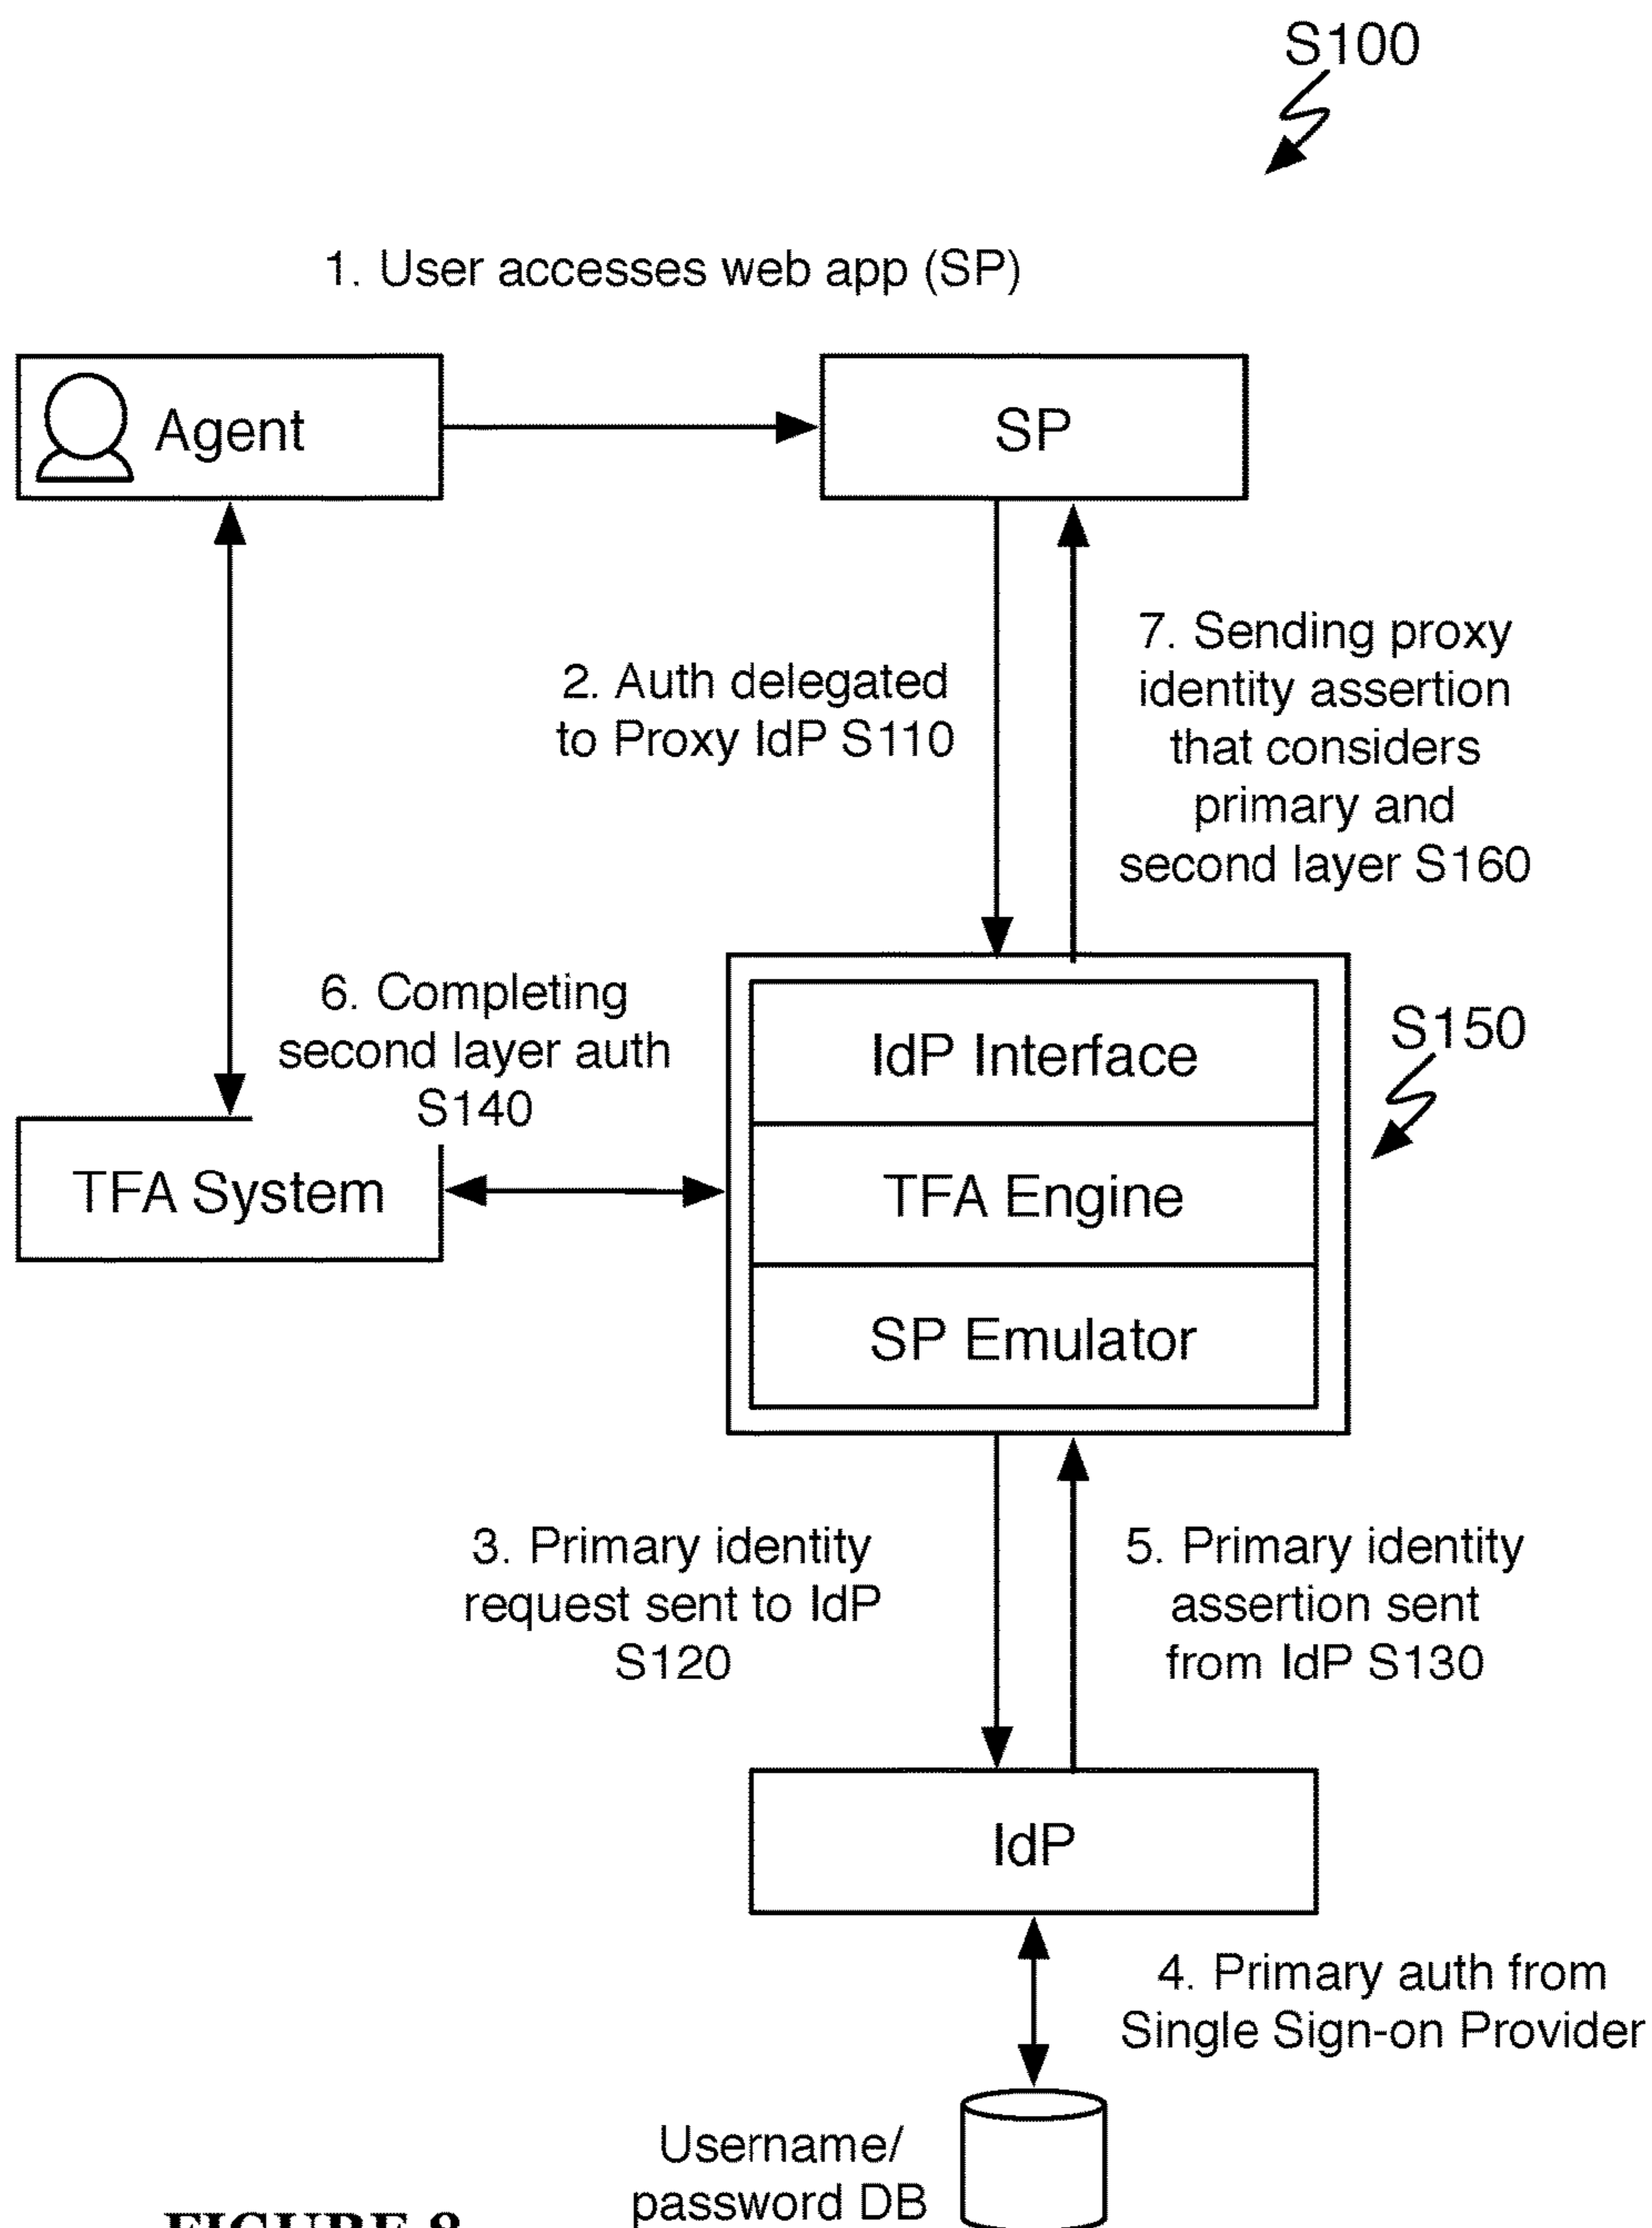 S100
1. User accesses web app (SP)
Agent
SP
2. Auth delegated
to Proxy IdP S110
7. Sending proxy
identity assertion
that considers
primary and
second layer S160
6. Completing
second layer auth
S140
IdP Interface
S150
TFA System
TFA Engine
SP Emulator
3. Primary identity
request sent to IdP
S120
5. Primary identity
assertion sent
from IdP S130
IdP
4. Primary auth from
Single Sign-on Provider
Username/
password DB
FIGURE